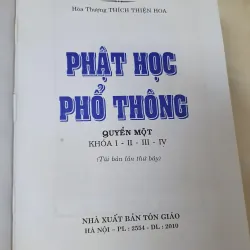 Hòa Thượng THÍCH THIỆN HOA
PHẬT HỌC
PHỔ THÔNG
QUYỂN MỘT
KHÓA I - II - III - IV
(Tái bản lần thứ bảy)
NHÀ XUẤT BẢN TÔN GIÁO
HÀ NỘI - PL : 2554 - DL : 2010